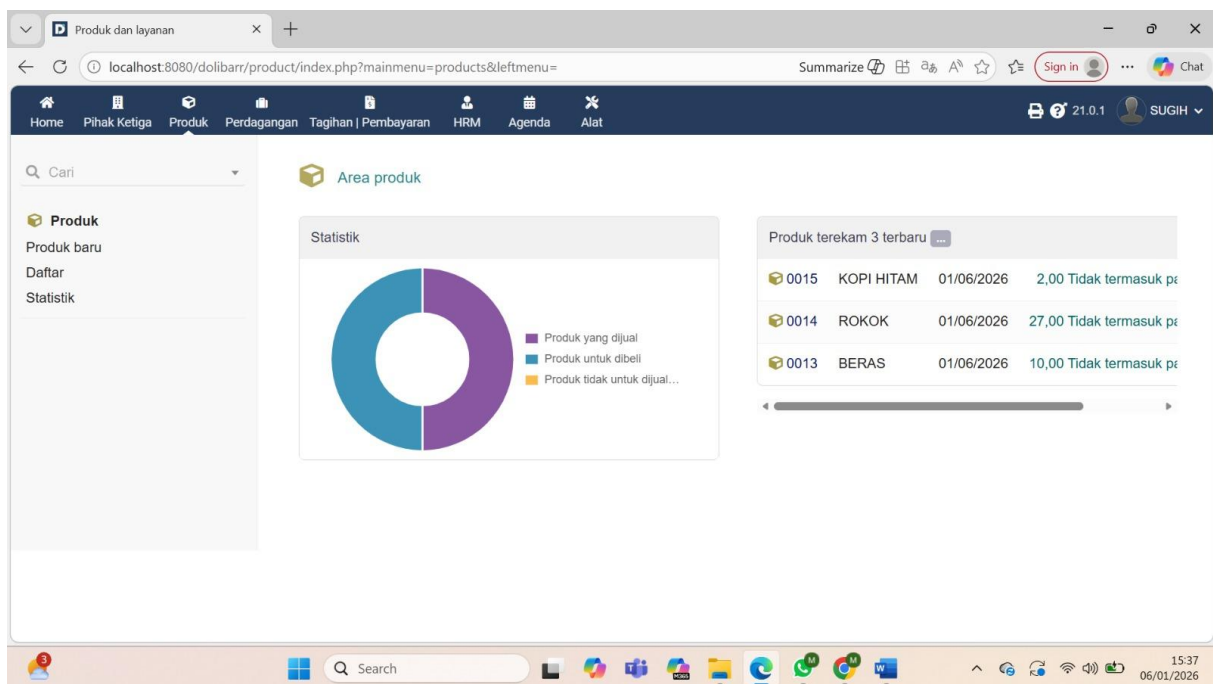 Produk dan layanan
localhost:8080/dolibarr/product/index.php?mainmenu=products&leftmenu=
Summarize
Sign in
Chat
Home Pihak Ketiga Produk Perdagangan Tagihan | Pembayaran HRM Agenda Alat
21.0.1 SUGIH
Cari
Produk
Produk baru
Daftar
Statistik
Area produk
Statistik
Produk yang dijual
Produk untuk dibeli
Produk tidak untuk dijual...
Produk terekam 3 terbaru ...
0015 KOPI HITAM 01/06/2026 2,00 Tidak termasuk pa
0014 ROKOK 01/06/2026 27,00 Tidak termasuk pa
0013 BERAS 01/06/2026 10,00 Tidak termasuk pa
3
Search
M365
M
M
15:37
06/01/2026